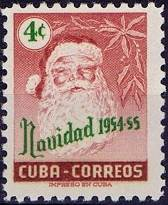 4¢
Navidad 1954-55
CUBA-CORREOS
IMPRESO EN CUBA